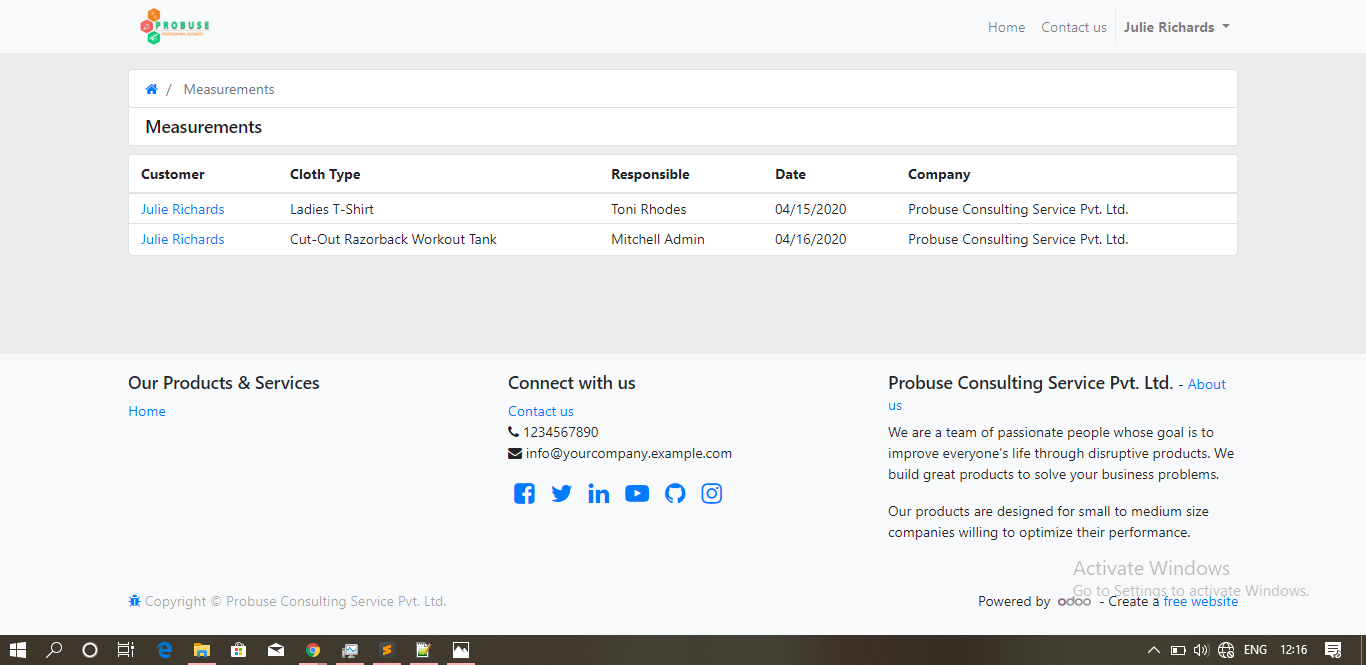 PROBUSE
Home Contact us Julie Richards
/ Measurements
Measurements
Customer Cloth Type Responsible Date Company
Julie Richards Ladies T-Shirt Toni Rhodes 04/15/2020 Probuse Consulting Service Pvt. Ltd.
Julie Richards Cut-Out Razorback Workout Tank Mitchell Admin 04/16/2020 Probuse Consulting Service Pvt. Ltd.
Our Products & Services
Home
Connect with us
Contact us
1234567890
info@yourcompany.example.com
Probuse Consulting Service Pvt. Ltd. - About
us
We are a team of passionate people whose goal is to
improve everyone's life through disruptive products. We
build great products to solve your business problems.
Our products are designed for small to medium size
companies willing to optimize their performance.
Activate Windows
Go to Settings to activate Windows.
Copyright © Probuse Consulting Service Pvt. Ltd.
Powered by odoo - Create a free website
ENG 12:16